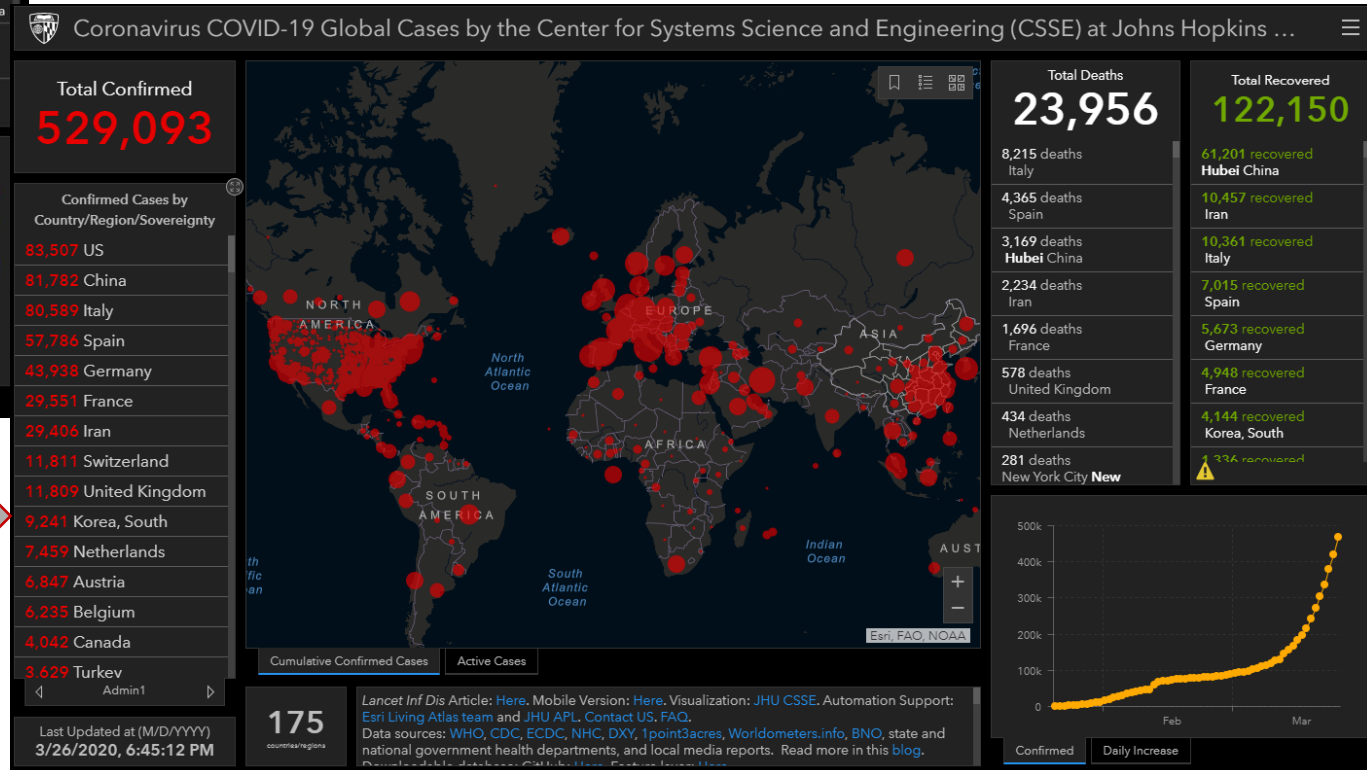 Coronavirus COVID-19 Global Cases by the Center for Systems Science and Engineering (CSSE) at Johns Hopkins ...
Total Confirmed
529,093
Confirmed Cases by
Country/Region/Sovereignty
83,507 US
81,782 China
80,589 Italy
57,786 Spain
43,938 Germany
29,551 France
29,406 Iran
11,811 Switzerland
11,809 United Kingdom
9,241 Korea, South
7,459 Netherlands
6,847 Austria
6,235 Belgium
4,042 Canada
3,629 Turkey
Admin1
Last Updated at (M/D/YYYY)
3/26/2020, 6:45:12 PM
NORTH
AMERICA
EUROPE
ASIA
North
Atlantic
Ocean
AFRICA
SOUTH
AMERICA
Indian
Ocean
AUST
South
Atlantic
Ocean
+
−
Esri, FAO, NOAA
Cumulative Confirmed Cases
Active Cases
175
countries/regions
Lancet Inf Dis Article: Here. Mobile Version: Here. Visualization: JHU CSSE. Automation Support:
Esri Living Atlas team and JHU APL. Contact US. FAQ.
Data sources: WHO, CDC, ECDC, NHC, DXY, 1point3acres, Worldometers.info, BNO, state and
national government health departments, and local media reports. Read more in this blog.
Downloadable database: GitHub: Here. Feature layer: Here.
Total Deaths
23,956
8,215 deaths
Italy
4,365 deaths
Spain
3,169 deaths
Hubei China
2,234 deaths
Iran
1,696 deaths
France
578 deaths
United Kingdom
434 deaths
Netherlands
281 deaths
New York City New
Total Recovered
122,150
61,201 recovered
Hubei China
10,457 recovered
Iran
10,361 recovered
Italy
7,015 recovered
Spain
5,673 recovered
Germany
4,948 recovered
France
4,144 recovered
Korea, South
1,336 recovered
500k
400k
300k
200k
100k
0
Feb
Mar
Confirmed
Daily Increase